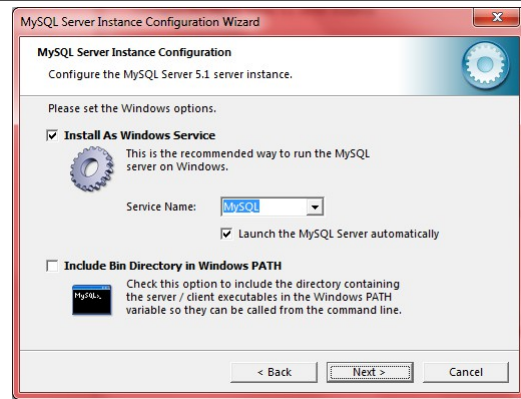 MySQL Server Instance Configuration Wizard
MySQL Server Instance Configuration
Configure the MySQL Server 5.1 server instance.
Please set the Windows options.
Install As Windows Service
This is the recommended way to run the MySQL
server on Windows.
Service Name: MySQL
Launch the MySQL Server automatically
Include Bin Directory in Windows PATH
MySQL>_
Check this option to include the directory containing
the server / client executables in the Windows PATH
variable so they can be called from the command line.
< Back Next > Cancel